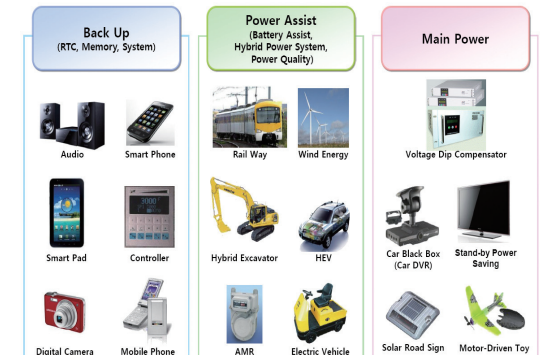 Back Up
(RTC, Memory, System)
Audio
Smart Phone
Smart Pad
Controller
Digital Camera
Mobile Phone
Power Assist
(Battery Assist,
Hybrid Power System,
Power Quality)
Rail Way
Wind Energy
Hybrid Excavator
HEV
AMR
Electric Vehicle
Main Power
Voltage Dip Compensator
Car Black Box
(Car DVR)
Stand-by Power
Saving
Solar Road Sign
Motor-Driven Toy
3000